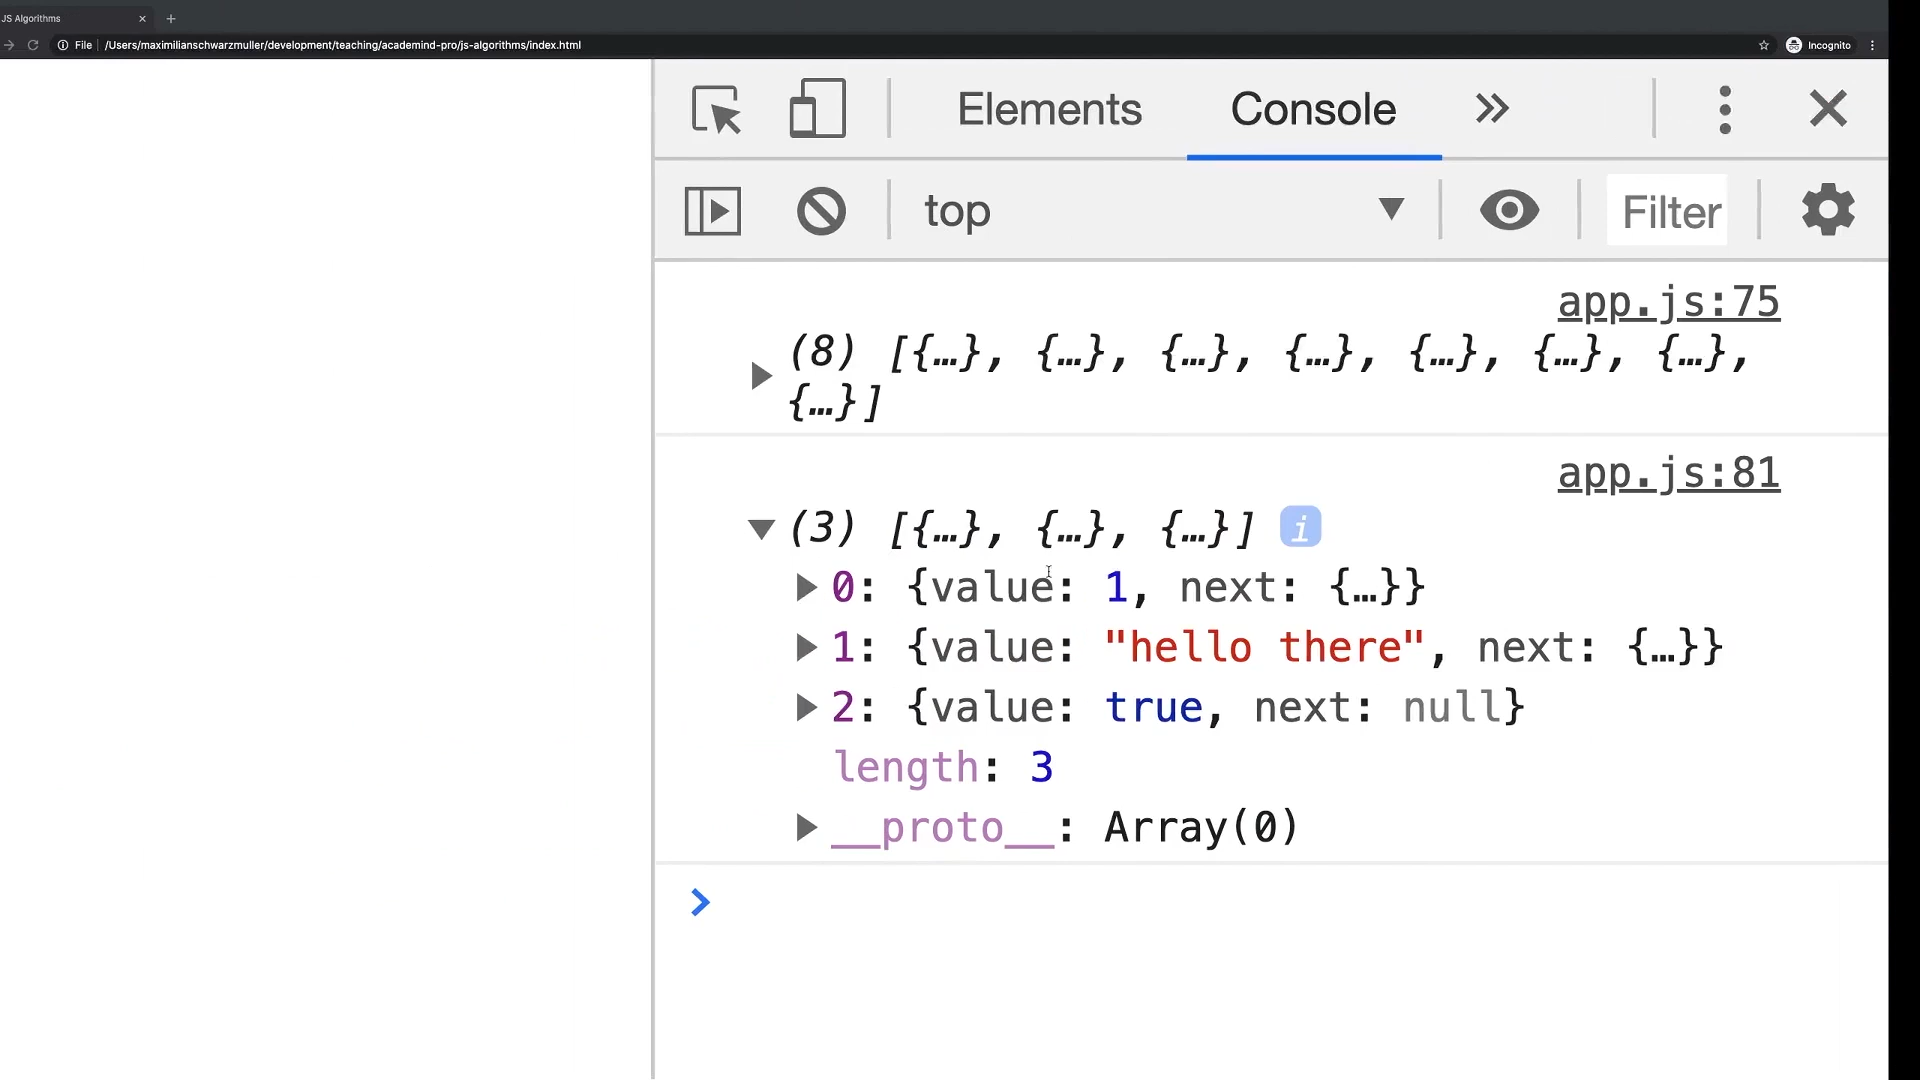 JS Algorithms
File | /Users/maximilianschwarzmuller/development/teaching/academind-pro/js-algorithms/index.html Incognito
Elements Console
top Filter
app.js:75
(8) [{…}, {…}, {…}, {…}, {…}, {…}, {…},
{…}]
app.js:81
(3) [{…}, {…}, {…}] i
0: {value: 1, next: {…}}
1: {value: "hello there", next: {…}}
2: {value: true, next: null}
length: 3
__proto__: Array(0)